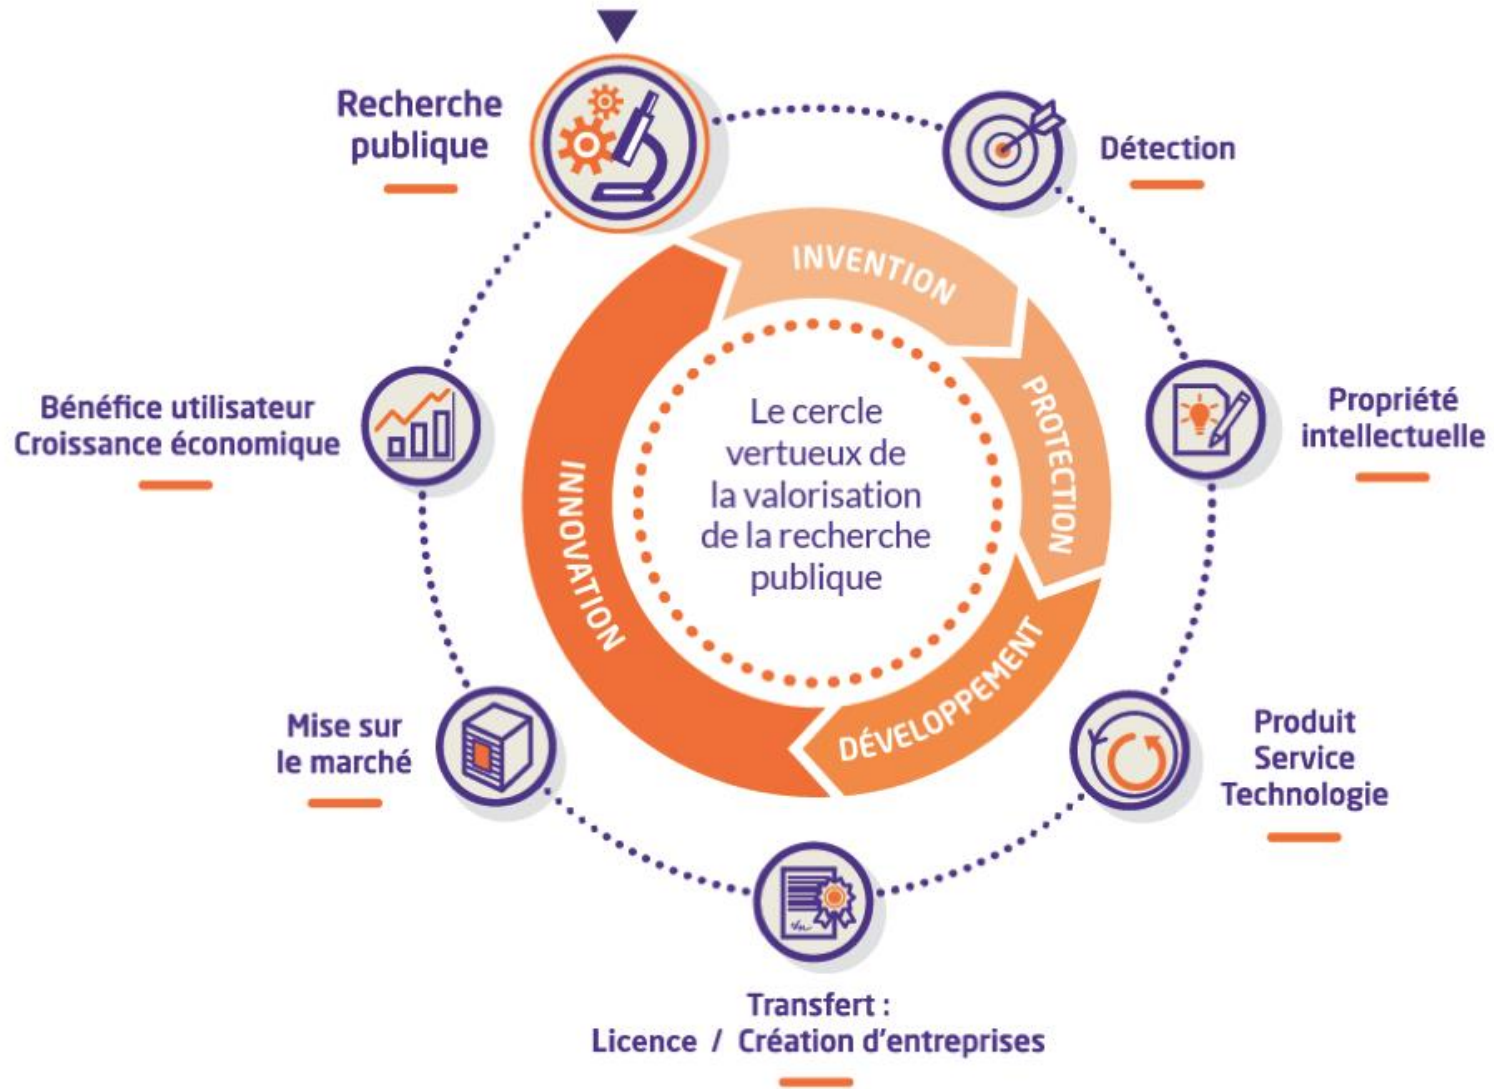 Recherche
publique
Détection
Propriété
intellectuelle
Produit
Service
Technologie
Transfert :
Licence / Création d'entreprises
Mise sur
le marché
Bénéfice utilisateur
Croissance économique
INVENTION
PROTECTION
DÉVELOPPEMENT
INNOVATION
Le cercle
vertueux de
la valorisation
de la recherche
publique